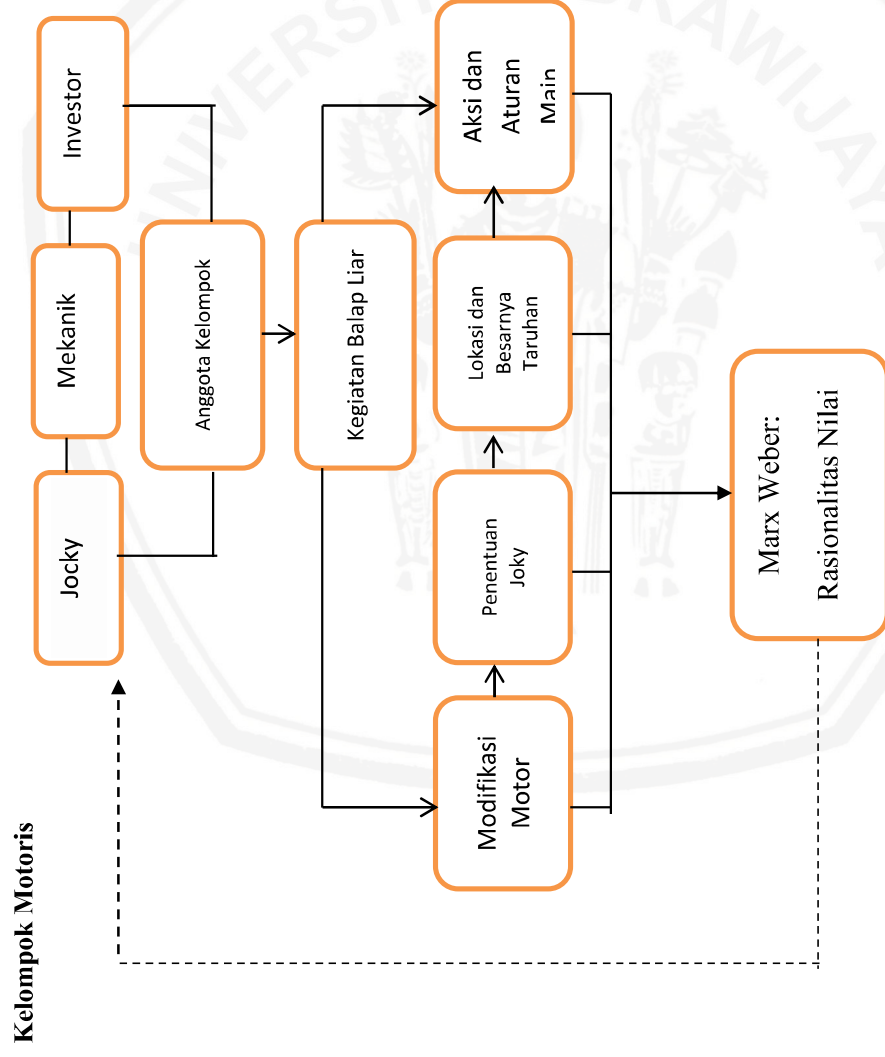 Kelompok Motoris
Jocky
Mekanik
Investor
Anggota Kelompok
Kegiatan Balap Liar
Modifikasi
Motor
Penentuan
Joky
Lokasi dan
Besarnya
Taruhan
Aksi dan
Aturan
Main
Marx Weber:
Rasionalitas Nilai